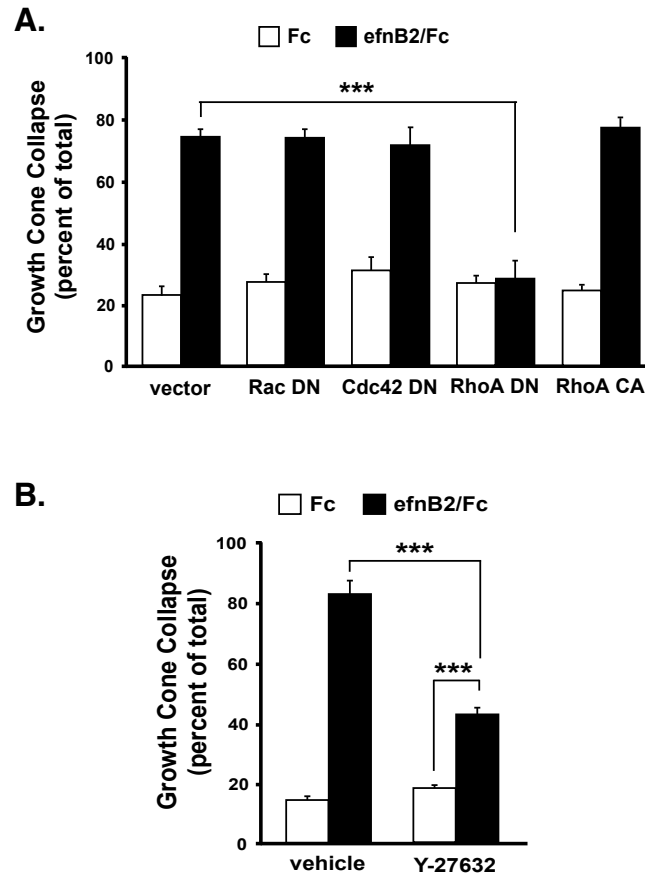 A.
Fc efnB2/Fc
Growth Cone Collapse
(percent of total)
100
80
60
40
20
0
***
vector Rac DN Cdc42 DN RhoA DN RhoA CA
B.
Fc efnB2/Fc
Growth Cone Collapse
(percent of total)
100
80
60
40
20
0
***
***
vehicle Y-27632